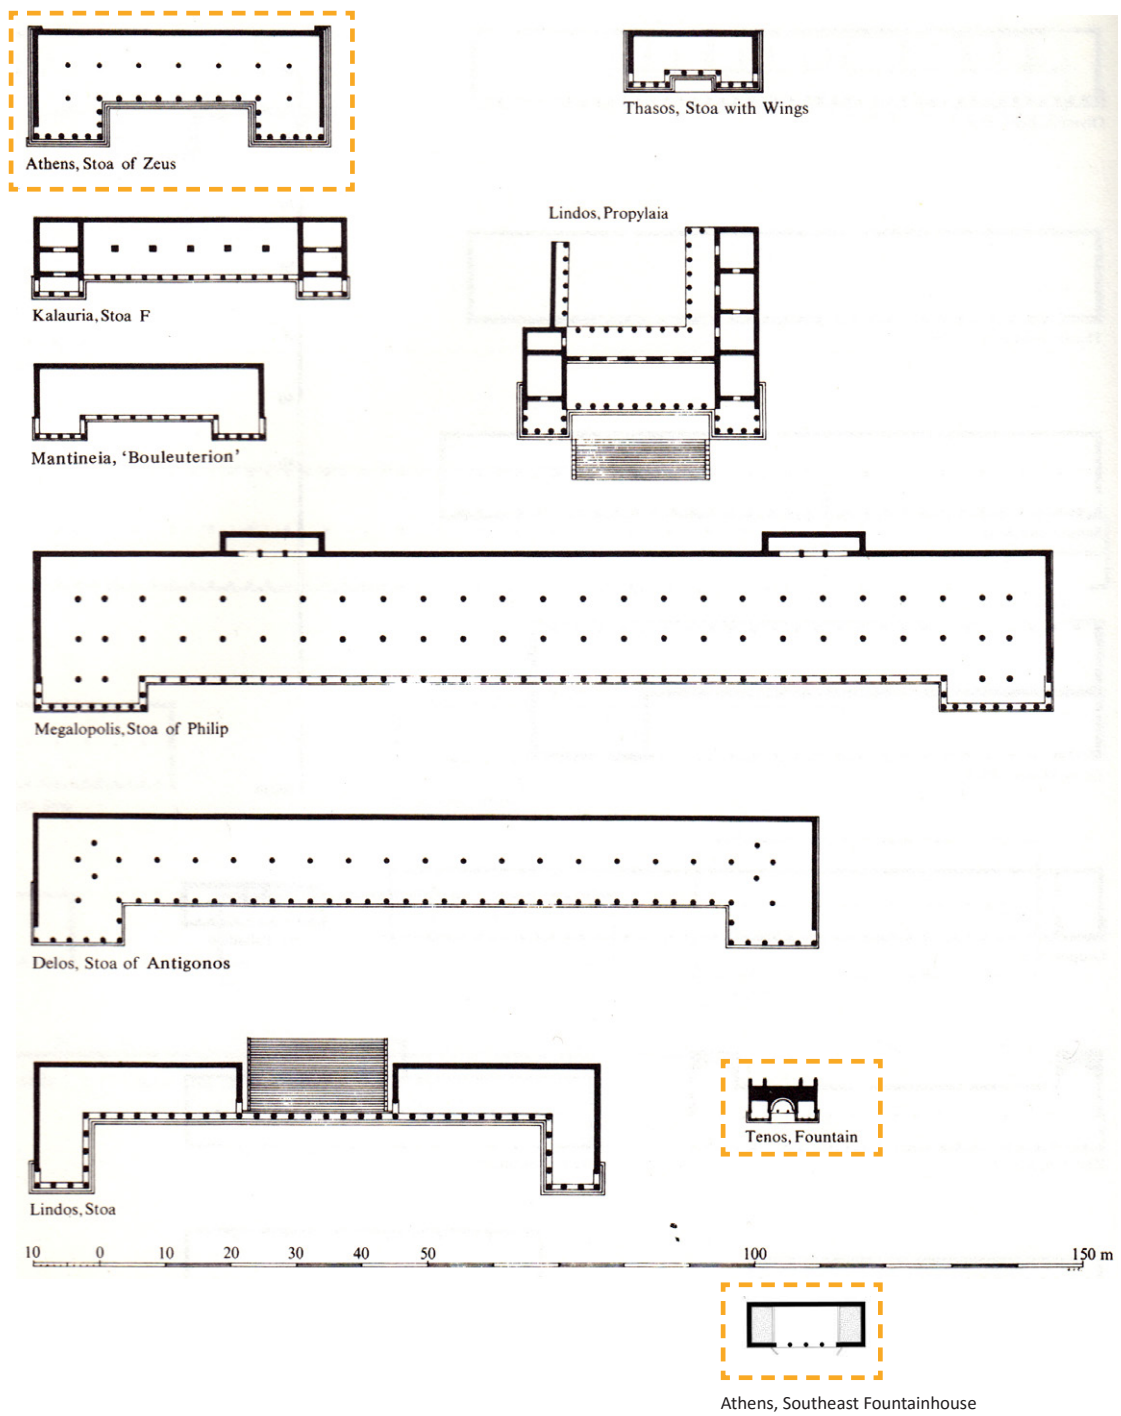 Athens, Stoa of Zeus
Thasos, Stoa with Wings
Kalauria, Stoa F
Lindos, Propylaia
Mantineia, ‘Bouleuterion’
Megalopolis, Stoa of Philip
Delos, Stoa of Antigonos
Lindos, Stoa
Tenos, Fountain
10 0 10 20 30 40 50 100 150 m
Athens, Southeast Fountainhouse